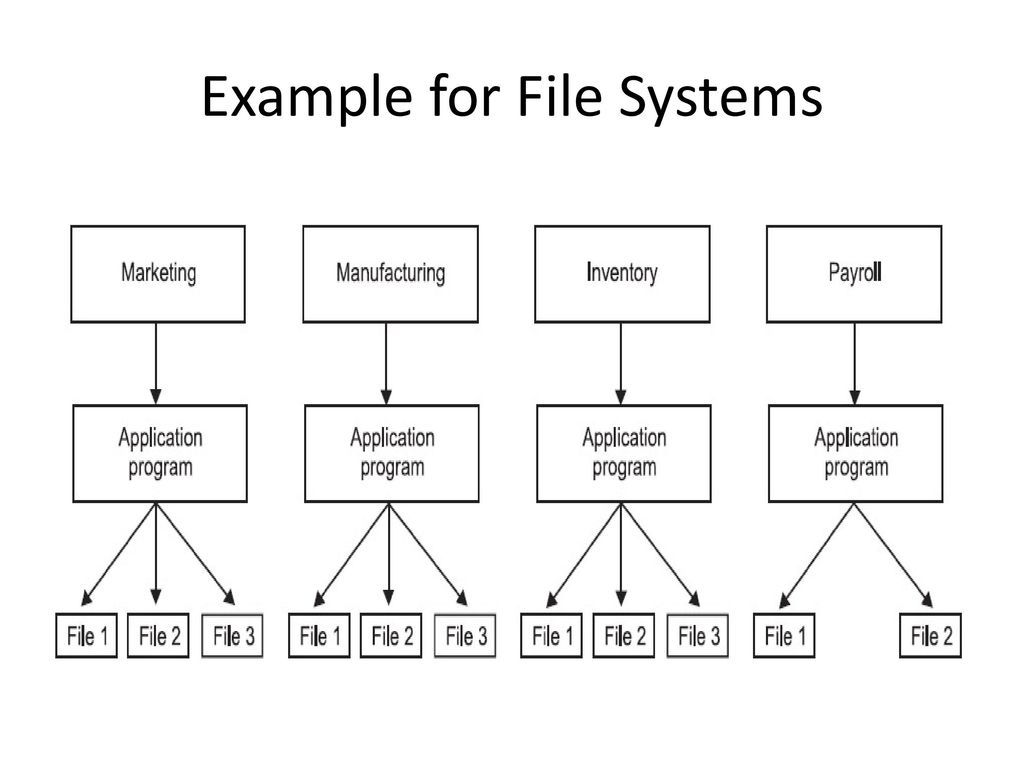 Example for File Systems
Marketing
Manufacturing
Inventory
Payroll
Application
program
Application
program
Application
program
Application
program
File 1
File 2
File 3
File 1
File 2
File 3
File 1
File 2
File 3
File 1
File 2